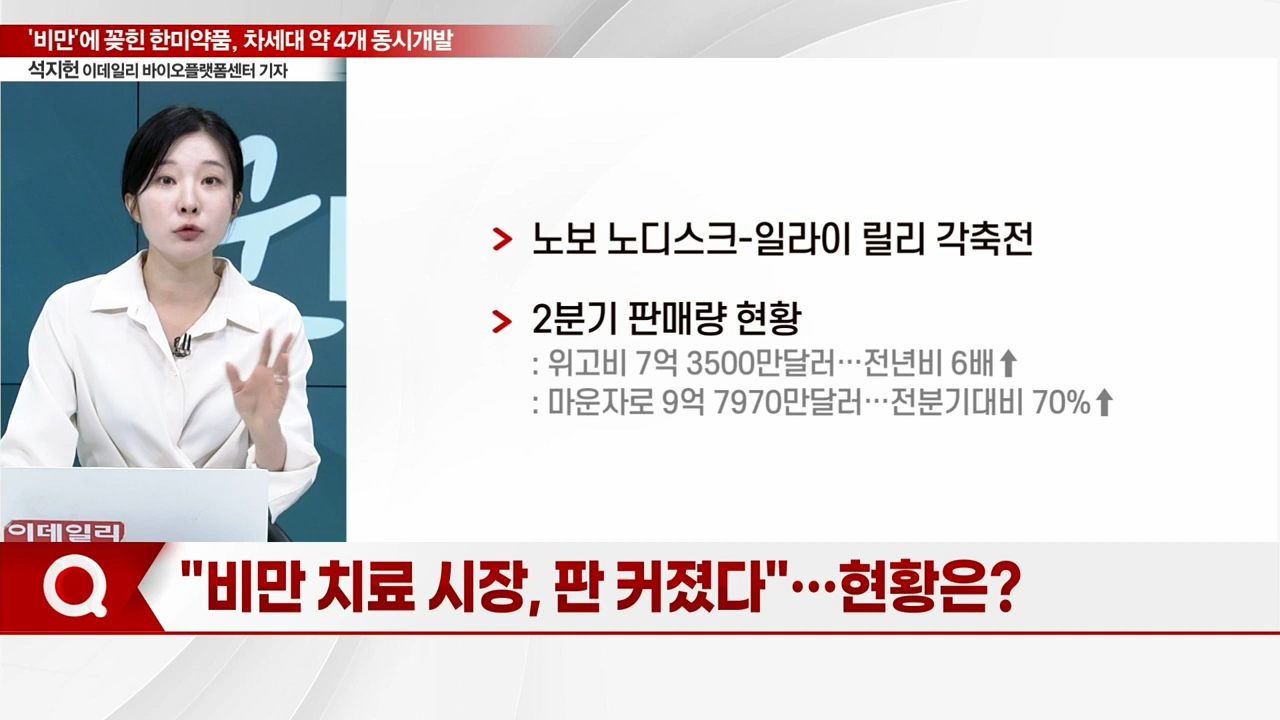 '비만'에 꽂힌 한미약품, 차세대 약 4개 동시개발
석지헌 이데일리 바이오플랫폼센터 기자
노보 노디스크-일라이 릴리 각축전
2분기 판매량 현황
: 위고비 7억 3500만달러…전년비 6배↑
: 마운자로 9억 7970만달러…전분기대비 70%↑
이데일리
Q "비만 치료 시장, 판 커졌다"…현황은?